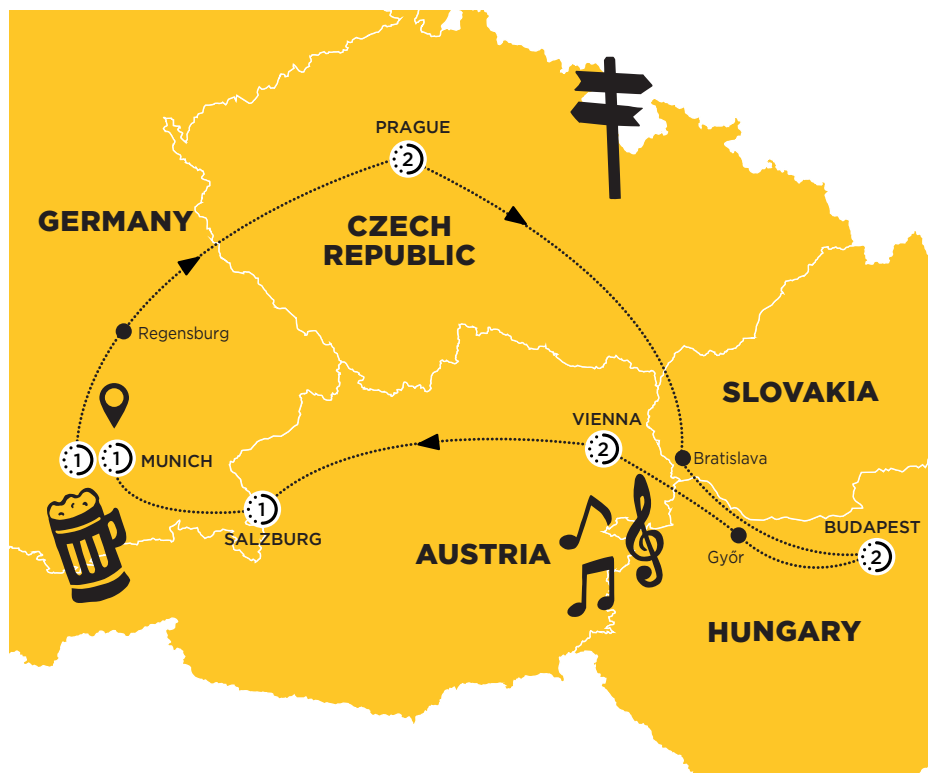 PRAGUE
2
GERMANY
CZECH
REPUBLIC
Regensburg
SLOVAKIA
VIENNA
2
1
1
MUNICH
Bratislava
1
SALZBURG
AUSTRIA
BUDAPEST
2
Győr
HUNGARY